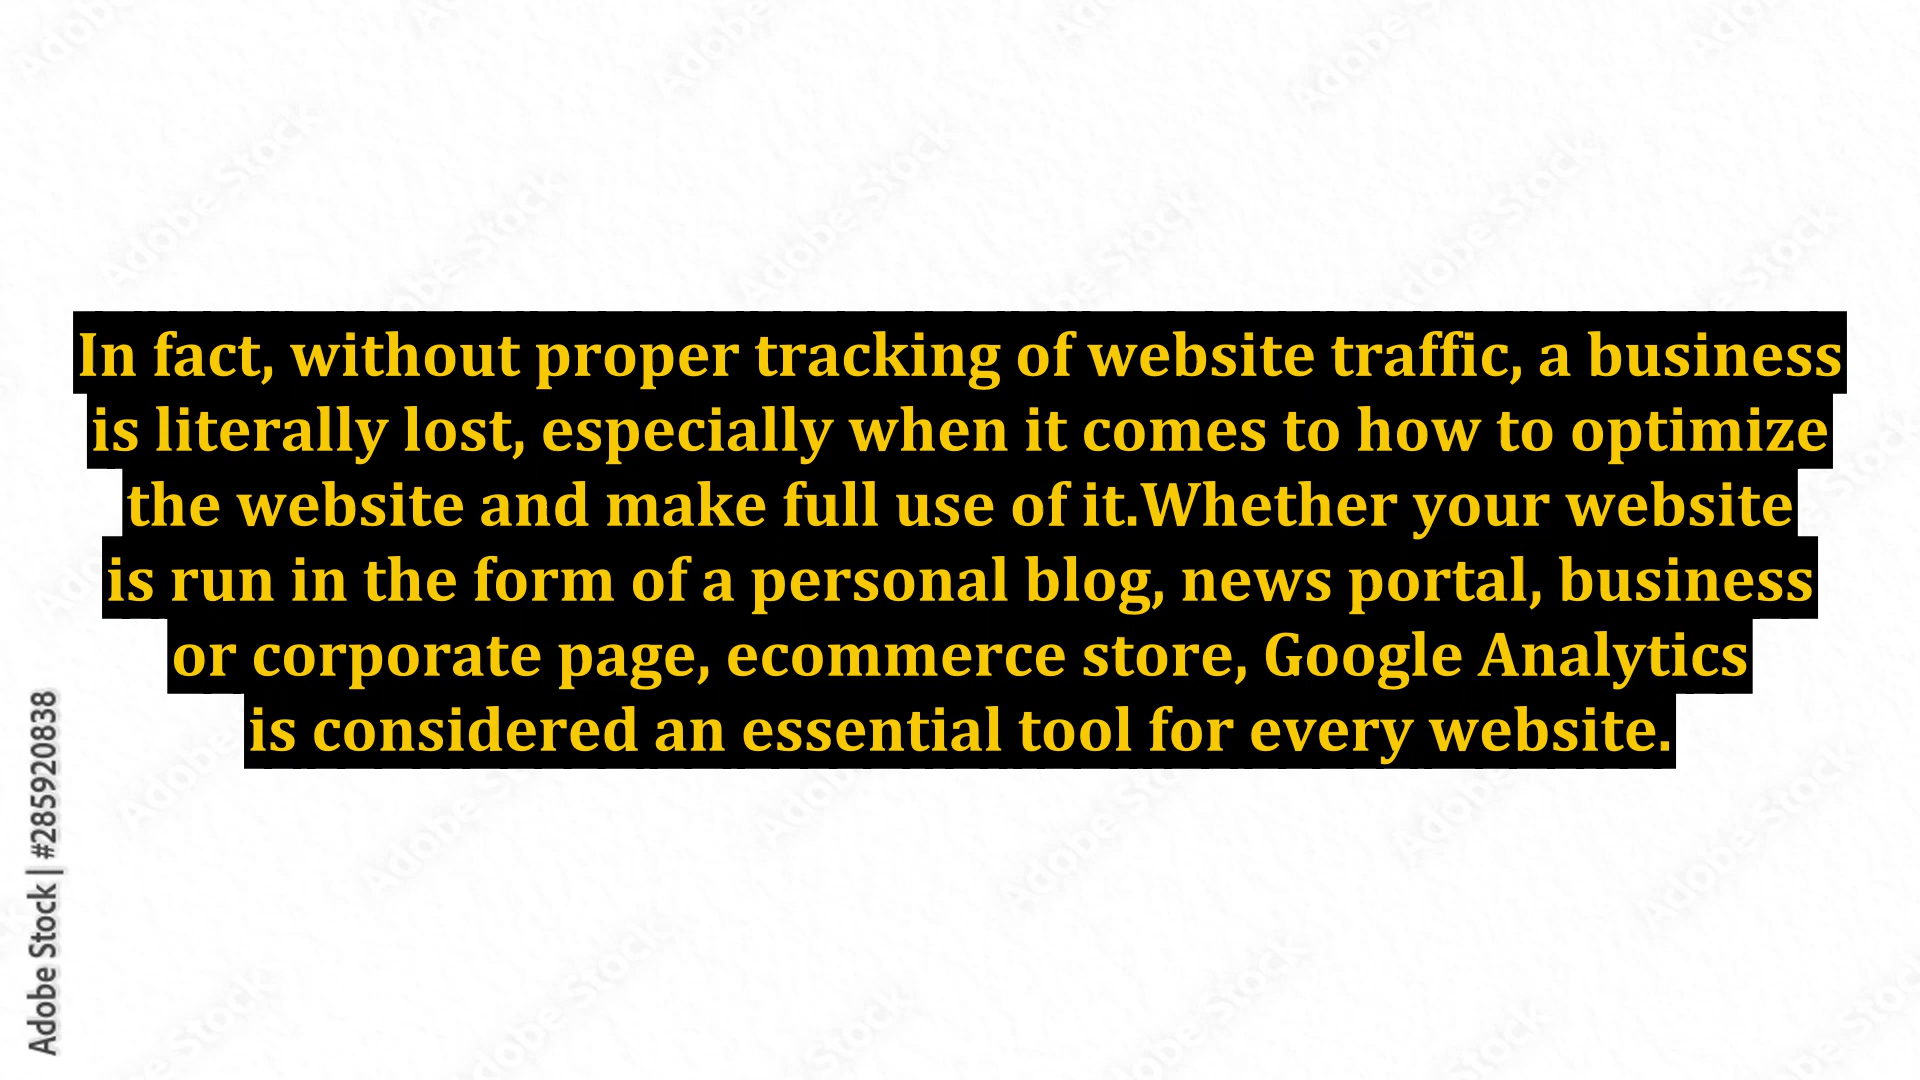 In fact, without proper tracking of website traffic, a business
is literally lost, especially when it comes to how to optimize
the website and make full use of it.Whether your website
is run in the form of a personal blog, news portal, business
or corporate page, ecommerce store, Google Analytics
is considered an essential tool for every website.
Adobe Stock | #285920838